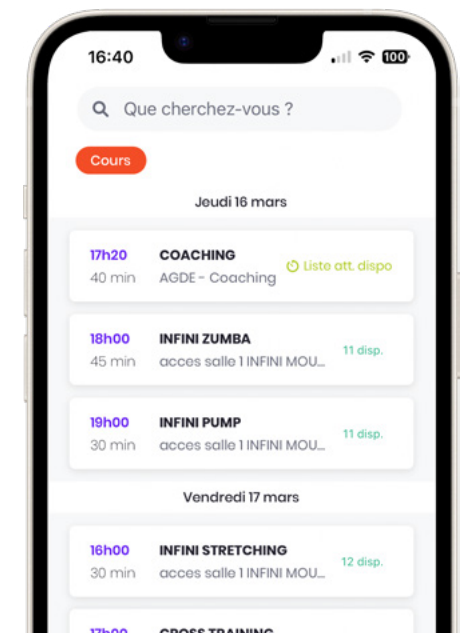 16:40
100
Que cherchez-vous ?
Cours
Jeudi 16 mars
17h20 COACHING
Liste att. dispo
40 min AGDE - Coaching
18h00 INFINI ZUMBA
11 disp.
45 min acces salle 1 INFINI MOU...
19h00 INFINI PUMP
11 disp.
30 min acces salle 1 INFINI MOU...
Vendredi 17 mars
16h00 INFINI STRETCHING
12 disp.
30 min acces salle 1 INFINI MOU...
17h00 CROSS TRAINING